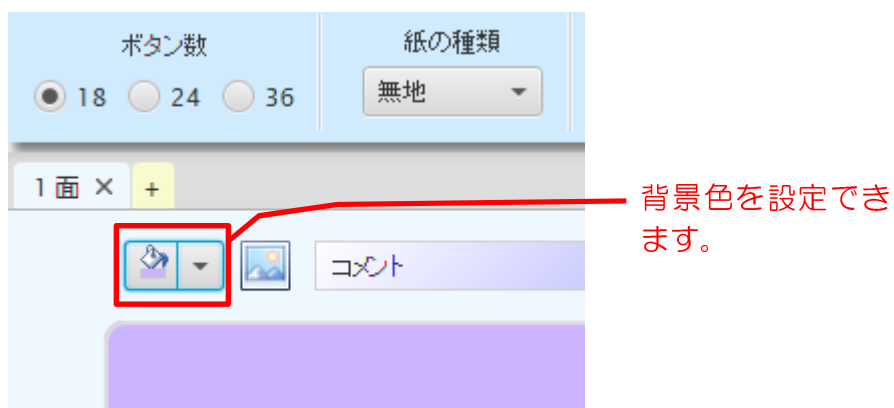 ボタン数
紙の種類
18 24 36
無地
1面 × +
コメント
背景色を設定でき
ます。